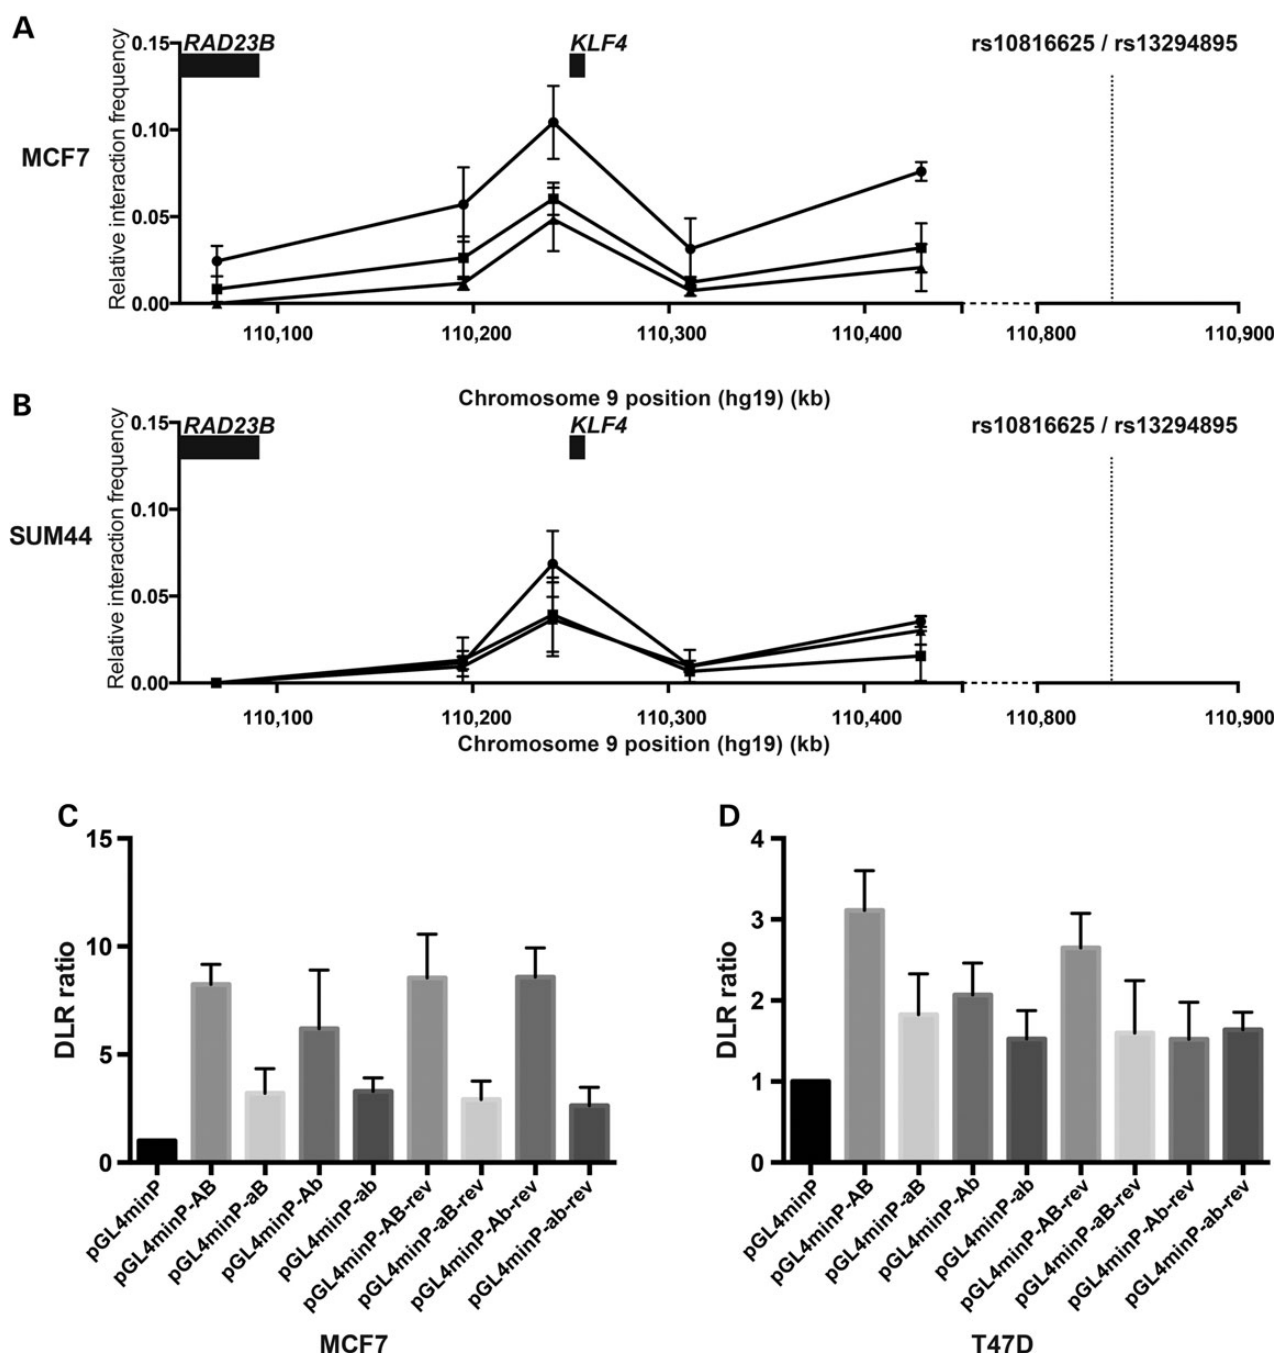 A
0.15
RAD23B
KLF4
rs10816625 / rs13294895
0.10
MCF7
Relative interaction frequency
0.05
0.00
110,100
110,200
110,300
110,400
110,800
110,900
Chromosome 9 position (hg19) (kb)
B
0.15
RAD23B
KLF4
rs10816625 / rs13294895
0.10
SUM44
Relative interaction frequency
0.05
0.00
110,100
110,200
110,300
110,400
110,800
110,900
Chromosome 9 position (hg19) (kb)
C
15
10
DLR ratio
5
0
pGL4minP
pGL4minP-AB
pGL4minP-aB
pGL4minP-Ab
pGL4minP-ab
pGL4minP-AB-rev
pGL4minP-aB-rev
pGL4minP-Ab-rev
pGL4minP-ab-rev
MCF7
D
4
3
DLR ratio
2
1
0
pGL4minP
pGL4minP-AB
pGL4minP-aB
pGL4minP-Ab
pGL4minP-ab
pGL4minP-AB-rev
pGL4minP-aB-rev
pGL4minP-Ab-rev
pGL4minP-ab-rev
T47D